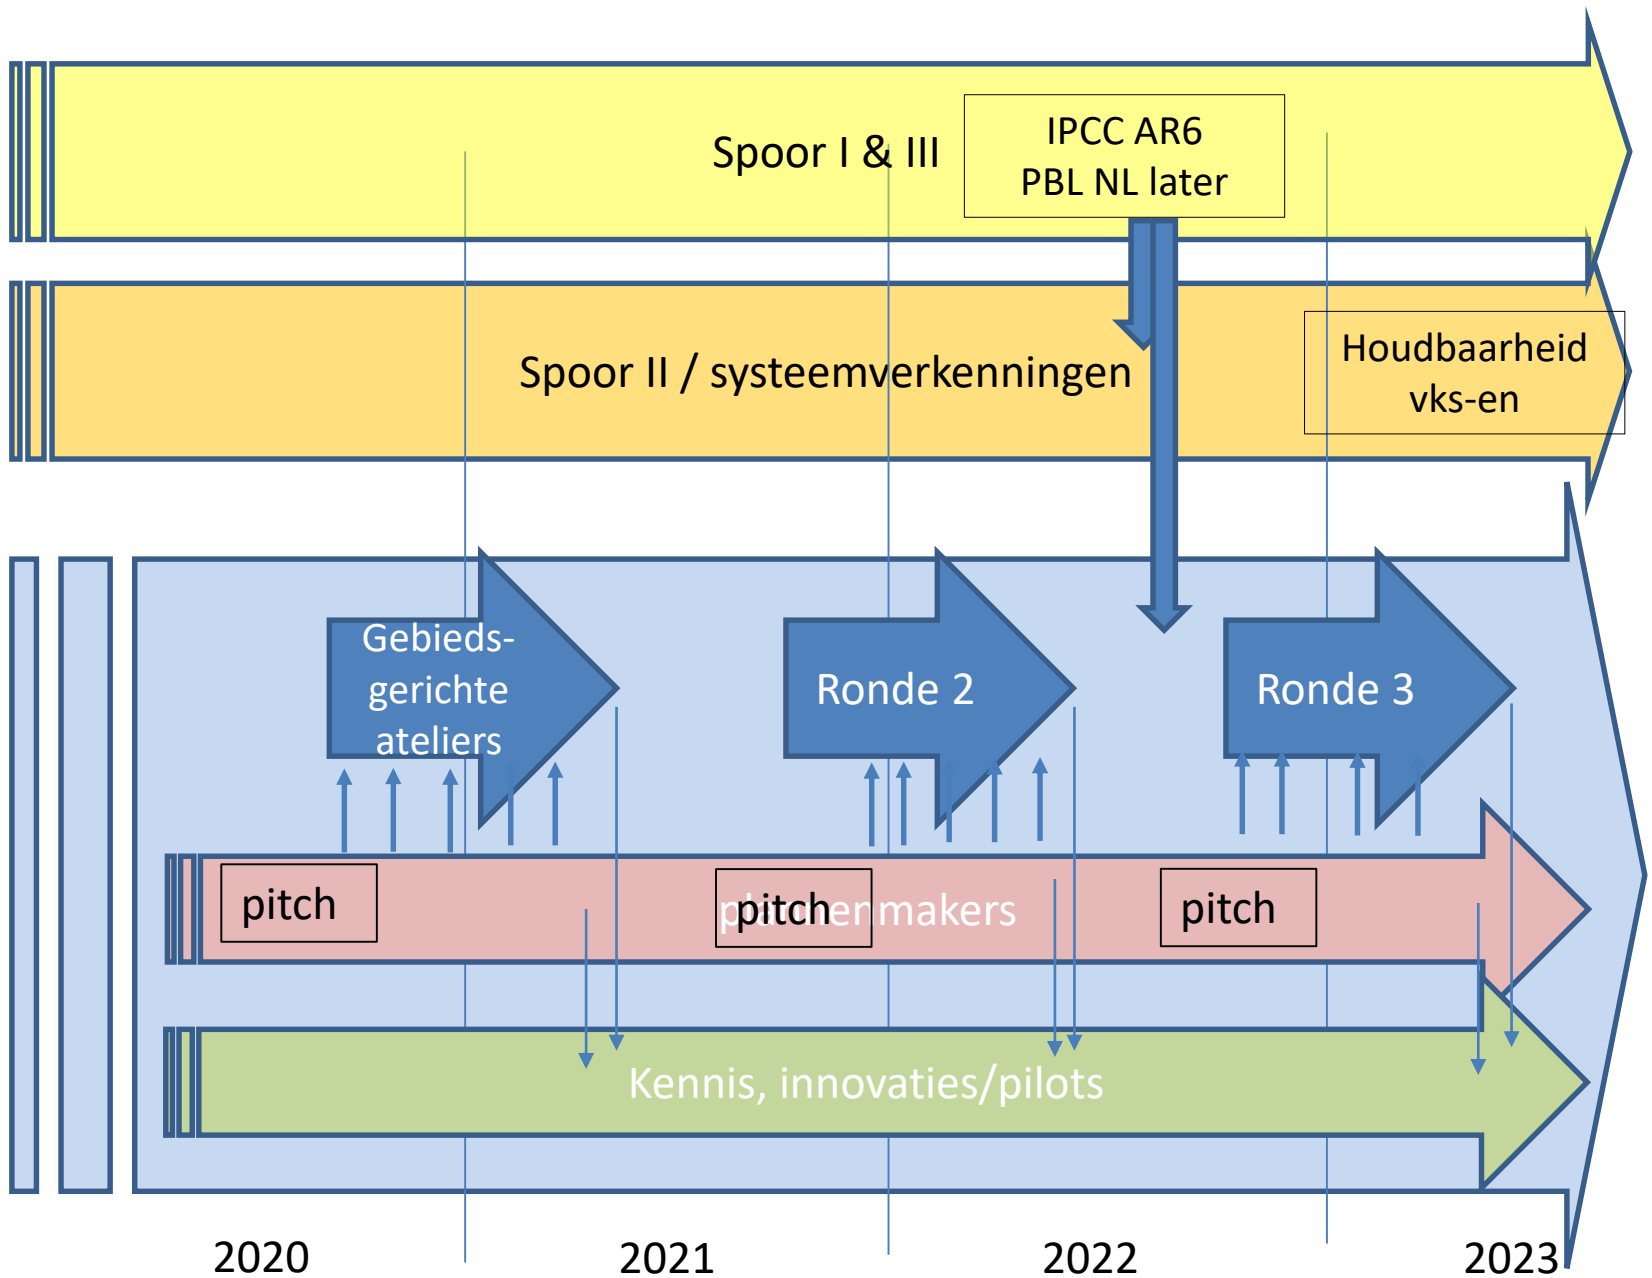 Spoor I & III
IPCC AR6
PBL NL later
Spoor II / systeemverkenningen
Houdbaarheid
vks-en
Gebieds-
gerichte
ateliers
Ronde 2
Ronde 3
pitch
plannenmakers
pitch
pitch
Kennis, innovaties/pilots
2020
2021
2022
2023